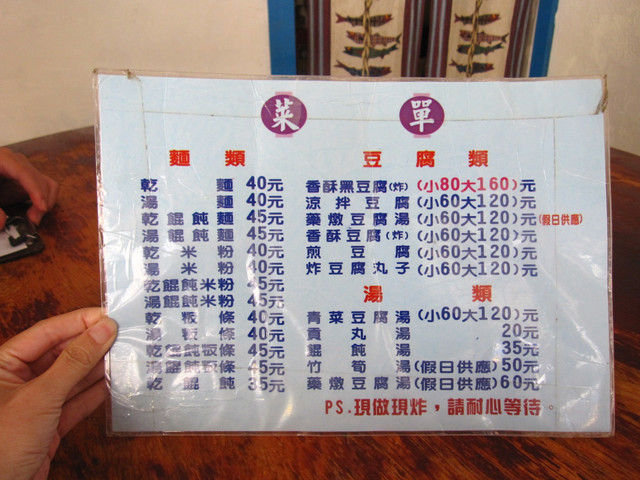 菜單
麵類
乾麵 40元
湯麵 40元
乾餛飩麵 45元
湯餛飩麵 45元
乾米粉 40元
湯米粉 40元
乾餛飩米粉 45元
湯餛飩米粉 45元
乾粄條 40元
湯粄條 40元
乾餛飩粄條 45元
湯餛飩粄條 45元
乾餛飩 35元
豆腐類
香酥黑豆腐(炸) (小80大160)元
涼拌豆腐 (小60大120)元
藥燉豆腐湯 (小60大120)元(假日供應)
香酥豆腐(炸) (小60大120)元
煎豆腐 (小60大120)元
炸豆腐丸子 (小60大120)元
湯類
青菜豆腐湯 (小60大120)元
貢丸湯 20元
餛飩湯 35元
竹筍湯 (假日供應) 50元
藥燉豆腐湯 (假日供應) 60元
PS.現做現炸，請耐心等待。